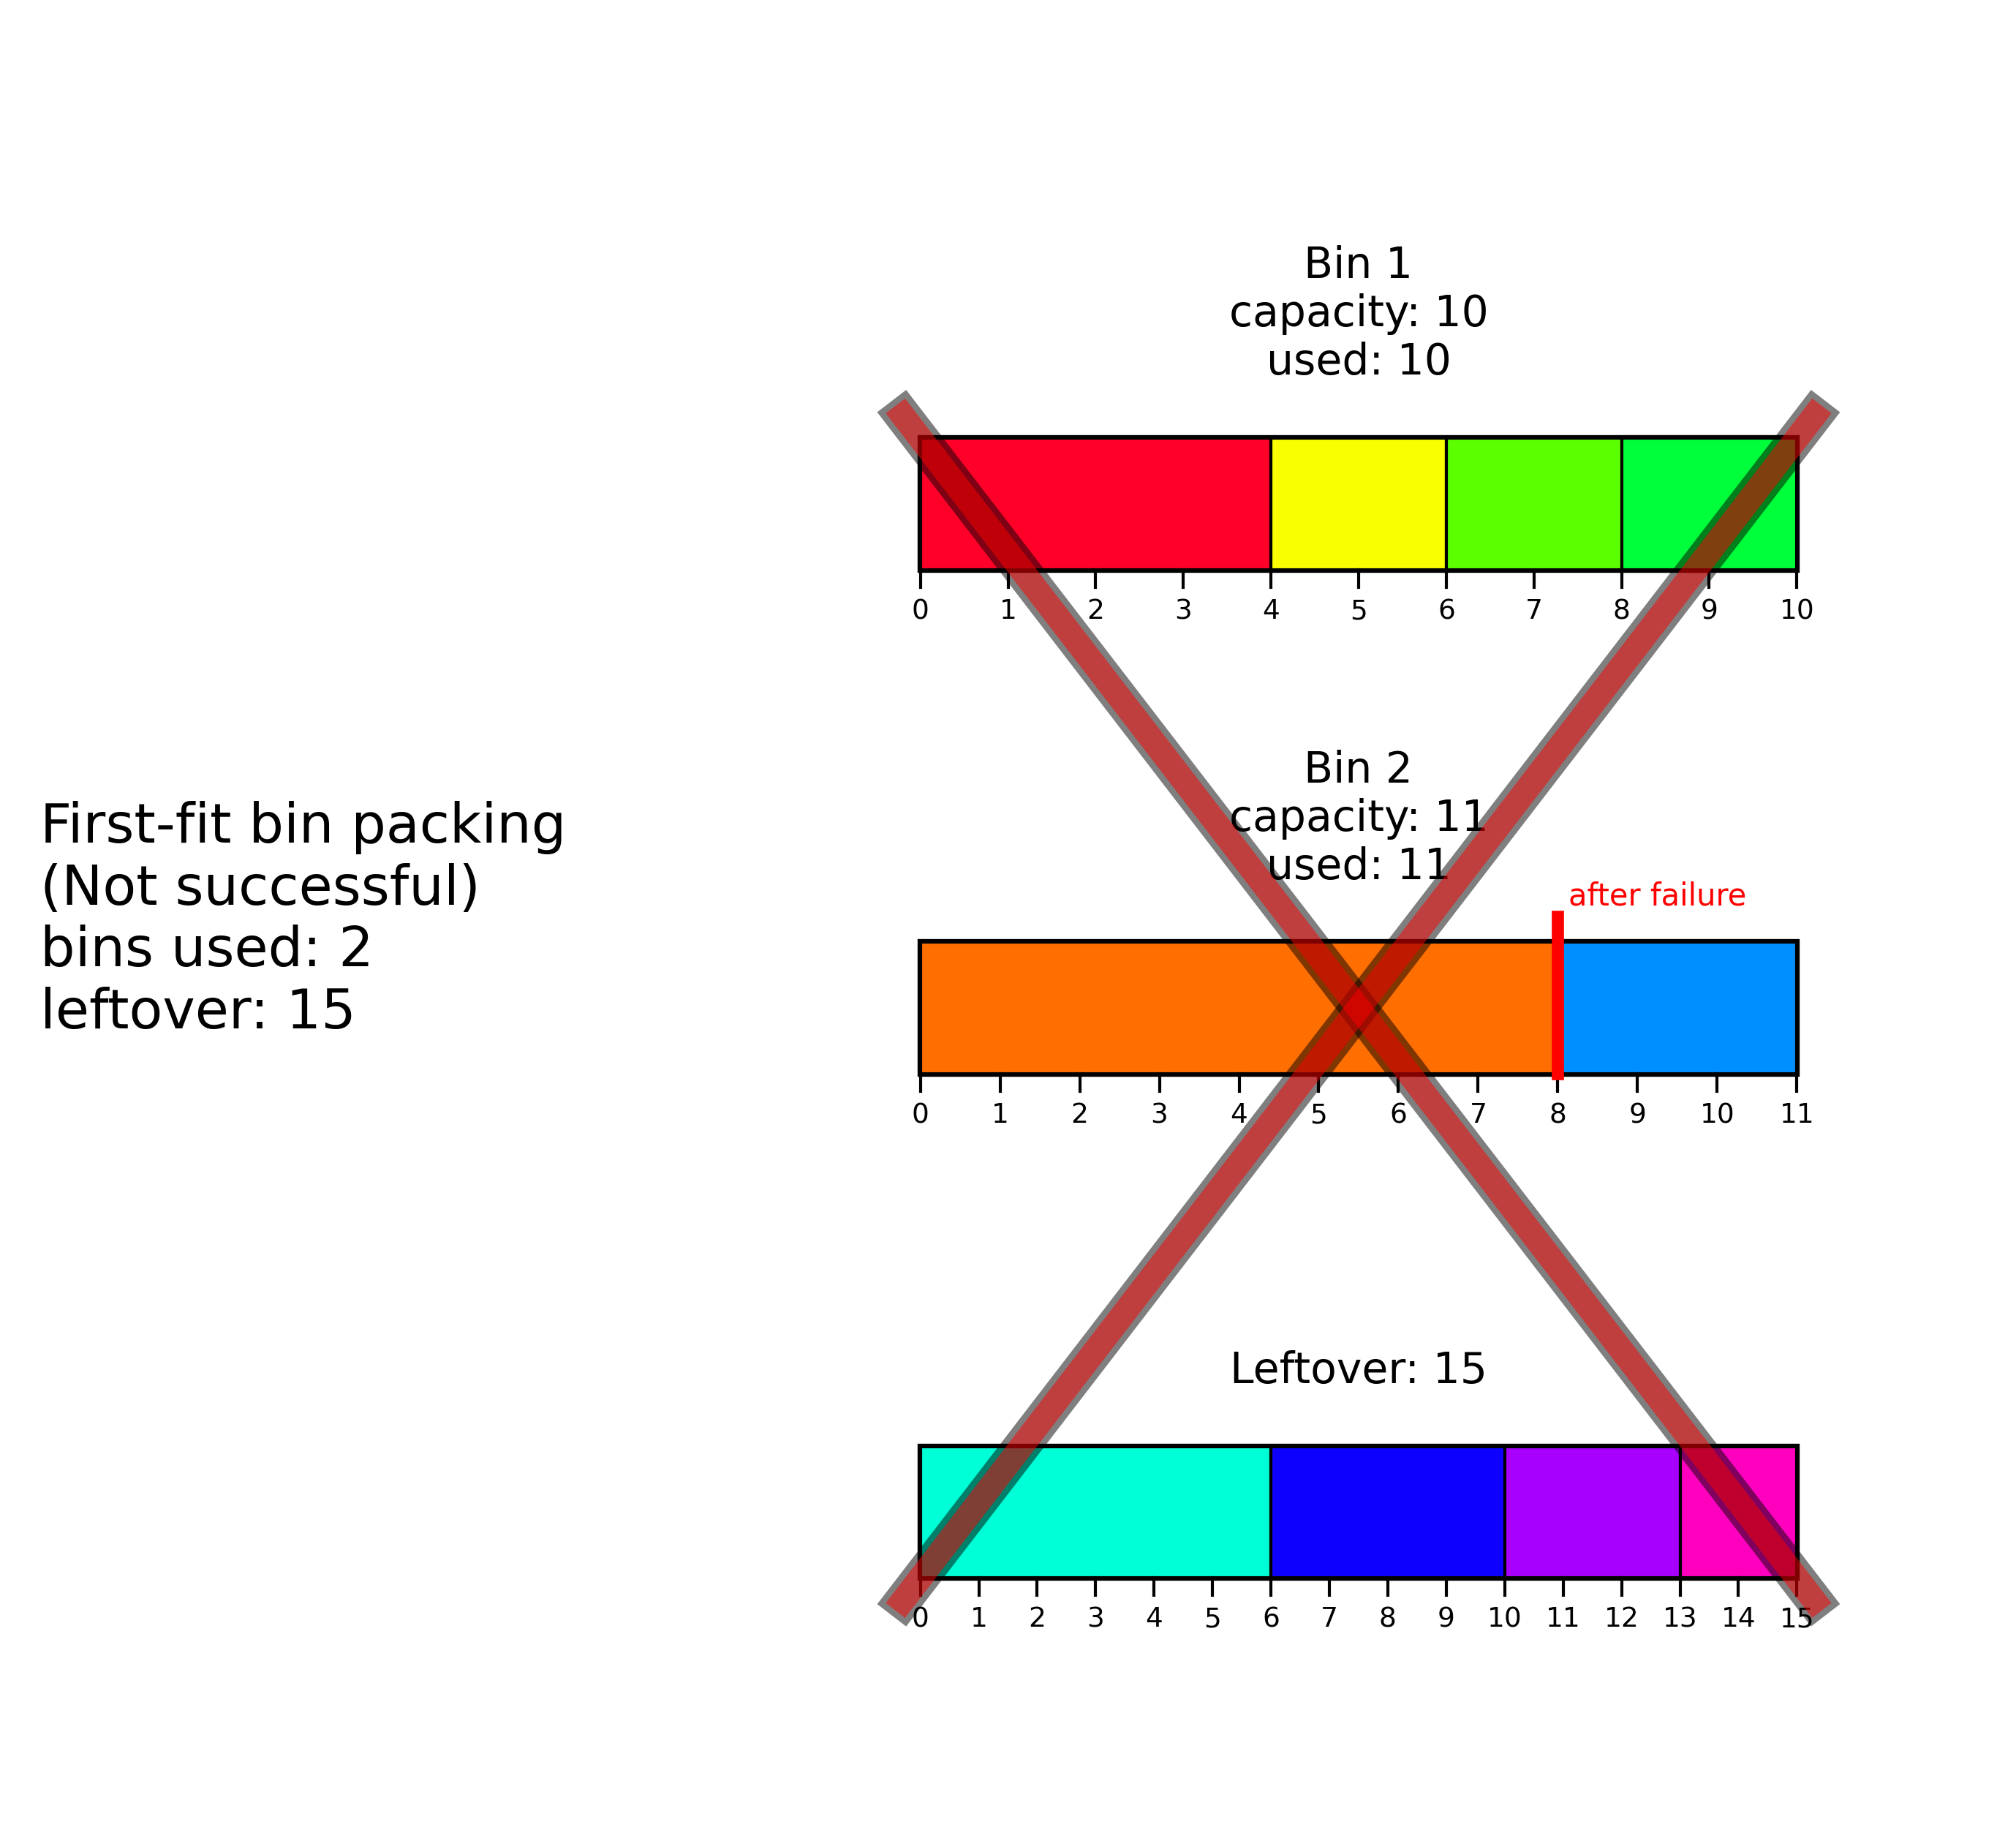 Bin 1
capacity: 10
used: 10
0 1 2 3 4 5 6 7 8 9 10
First-fit bin packing
(Not successful)
bins used: 2
leftover: 15
Bin 2
capacity: 11
used: 11
after failure
0 1 2 3 4 5 6 7 8 9 10 11
Leftover: 15
0 1 2 3 4 5 6 7 8 9 10 11 12 13 14 15